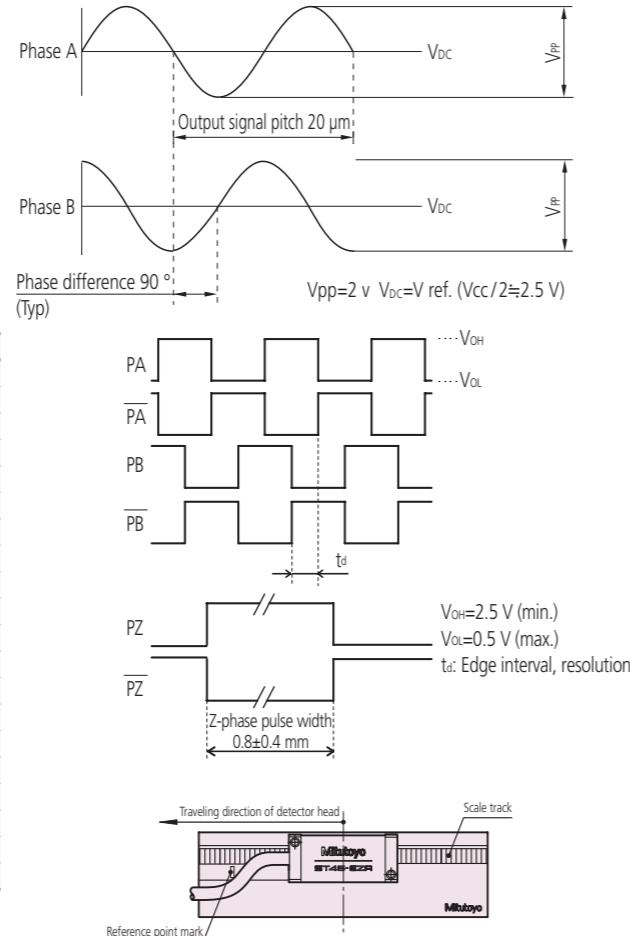 Phase A
VDC
VPP
Output signal pitch 20 µm
Phase B
VDC
VPP
Phase difference 90 °
(Typ)
Vpp=2 v VDC=V ref. (Vcc/2≒2.5 V)
PA
VOH
VOL
P̅A̅
PB
P̅B̅
td
PZ
P̅Z̅
VOH=2.5 V (min.)
VOL=0.5 V (max.)
td: Edge interval, resolution
Z-phase pulse width
0.8±0.4 mm
Traveling direction of detector head
Scale track
Mitutoyo
ST46-EZA
Mitutoyo
Reference point mark